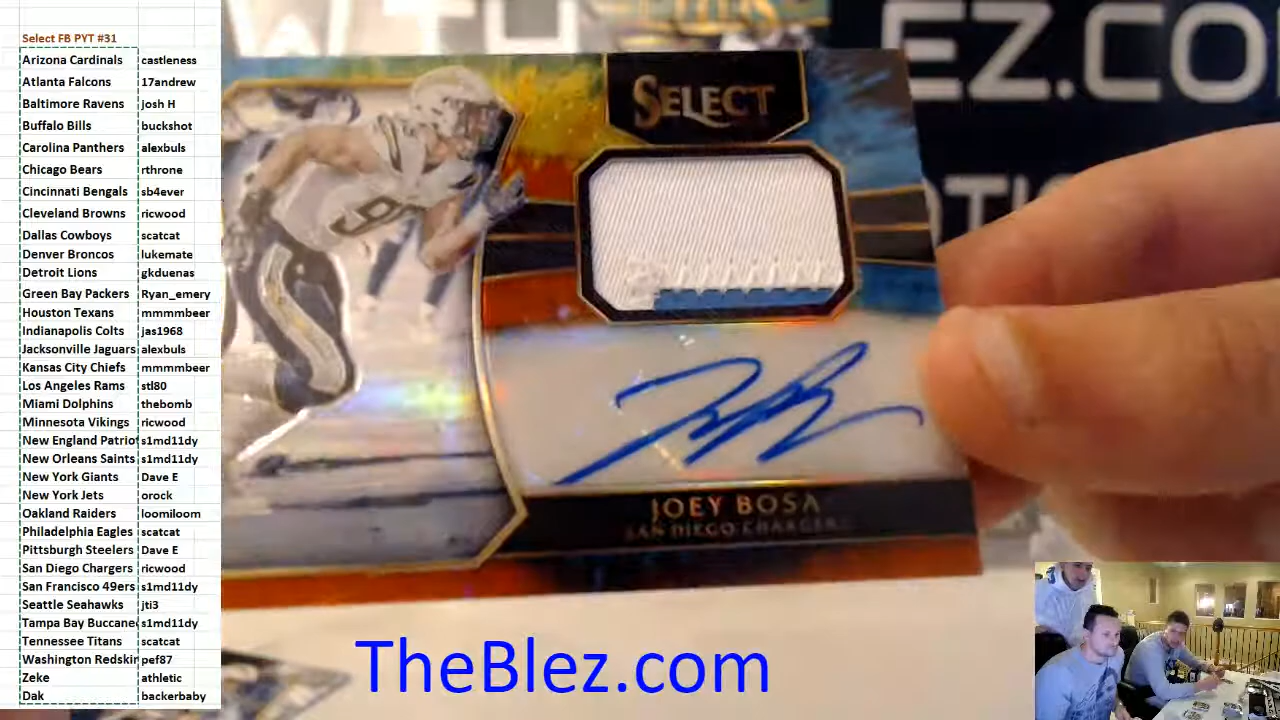 Select FB PYT #31
Arizona Cardinals castleness
Atlanta Falcons 17andrew
Baltimore Ravens josh H
Buffalo Bills buckshot
Carolina Panthers alexbuls
Chicago Bears rthrone
Cincinnati Bengals sb4ever
Cleveland Browns ricwood
Dallas Cowboys scatcat
Denver Broncos lukemate
Detroit Lions gkduenas
Green Bay Packers Ryan_emery
Houston Texans mmmmbeer
Indianapolis Colts jas1968
Jacksonville Jaguars alexbuls
Kansas City Chiefs mmmmbeer
Los Angeles Rams stl80
Miami Dolphins thebomb
Minnesota Vikings ricwood
New England Patriot s1md11dy
New Orleans Saints s1md11dy
New York Giants Dave E
New York Jets orock
Oakland Raiders loomiloom
Philadelphia Eagles scatcat
Pittsburgh Steelers Dave E
San Diego Chargers ricwood
San Francisco 49ers s1md11dy
Seattle Seahawks jti3
Tampa Bay Buccane s1md11dy
Tennessee Titans scatcat
Washington Redskin pef87
Zeke athletic
Dak backerbaby
WITH
EZ.CO
SELECT
JOEY BOSA
SAN DIEGO CHARGERS
TheBlez.com